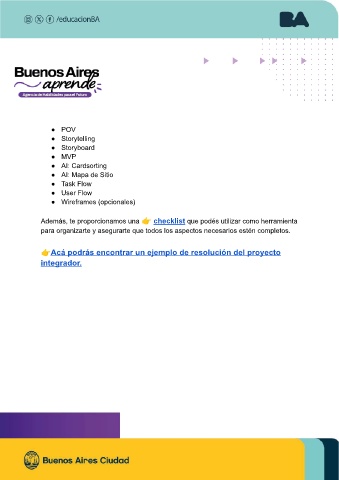 /educacionBA
BA
Buenos Aires
aprende
Agencia de Habilidades para el Futuro
● POV
● Storytelling
● Storyboard
● MVP
● AI: Cardsorting
● AI: Mapa de Sitio
● Task Flow
● User Flow
● Wireframes (opcionales)
Además, te proporcionamos una 👉 checklist que podés utilizar como herramienta
para organizarte y asegurarte que todos los aspectos necesarios estén completos.
👉Acá podrás encontrar un ejemplo de resolución del proyecto
integrador.
Buenos Aires Ciudad